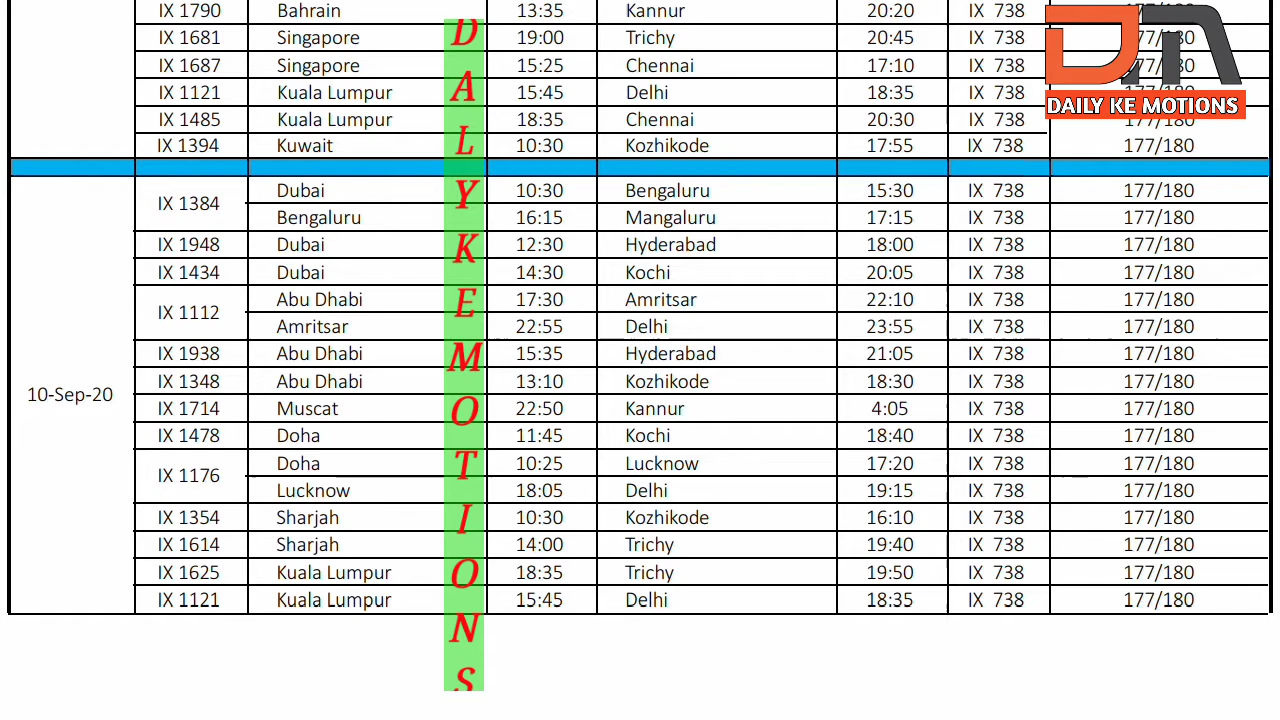 IX 1790 Bahrain 13:35 Kannur 20:20 IX 738 177/180
IX 1681 Singapore 19:00 Trichy 20:45 IX 738 177/180
IX 1687 Singapore 15:25 Chennai 17:10 IX 738 177/180
IX 1121 Kuala Lumpur 15:45 Delhi 18:35 IX 738
DAILY KE MOTIONS
IX 1485 Kuala Lumpur 18:35 Chennai 20:30 IX 738 177/180
IX 1394 Kuwait 10:30 Kozhikode 17:55 IX 738 177/180
10-Sep-20
IX 1384 Dubai 10:30 Bengaluru 15:30 IX 738 177/180
Bengaluru 16:15 Mangaluru 17:15 IX 738 177/180
IX 1948 Dubai 12:30 Hyderabad 18:00 IX 738 177/180
IX 1434 Dubai 14:30 Kochi 20:05 IX 738 177/180
IX 1112 Abu Dhabi 17:30 Amritsar 22:10 IX 738 177/180
Amritsar 22:55 Delhi 23:55 IX 738 177/180
IX 1938 Abu Dhabi 15:35 Hyderabad 21:05 IX 738 177/180
IX 1348 Abu Dhabi 13:10 Kozhikode 18:30 IX 738 177/180
IX 1714 Muscat 22:50 Kannur 4:05 IX 738 177/180
IX 1478 Doha 11:45 Kochi 18:40 IX 738 177/180
IX 1176 Doha 10:25 Lucknow 17:20 IX 738 177/180
Lucknow 18:05 Delhi 19:15 IX 738 177/180
IX 1354 Sharjah 10:30 Kozhikode 16:10 IX 738 177/180
IX 1614 Sharjah 14:00 Trichy 19:40 IX 738 177/180
IX 1625 Kuala Lumpur 18:35 Trichy 19:50 IX 738 177/180
IX 1121 Kuala Lumpur 15:45 Delhi 18:35 IX 738 177/180
DALYKEMOTIONS